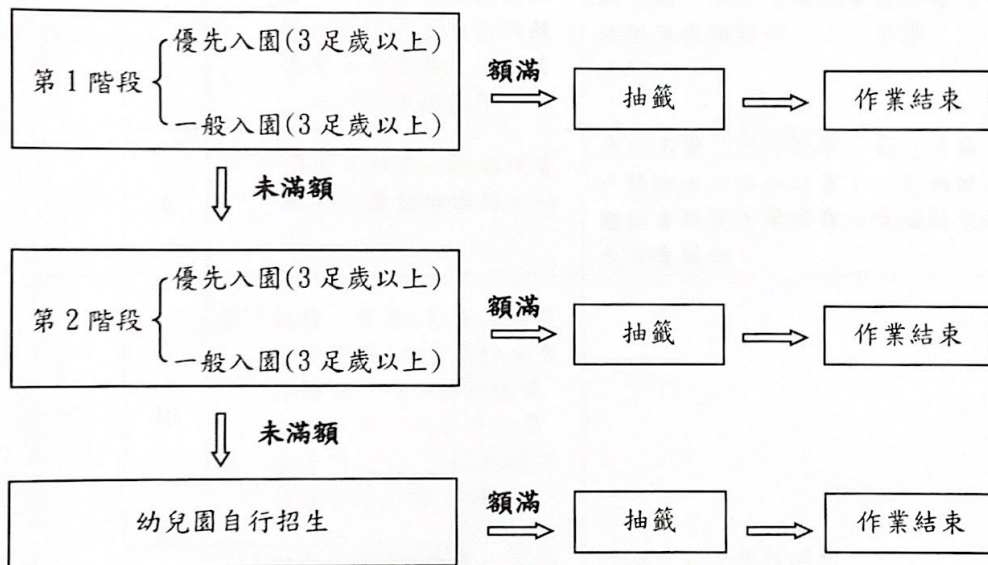 優先入園(3足歲以上)
第1階段
一般入園(3足歲以上)
額滿
抽籤
作業結束
未滿額
優先入園(3足歲以上)
第2階段
一般入園(3足歲以上)
額滿
抽籤
作業結束
未滿額
幼兒園自行招生
額滿
抽籤
作業結束